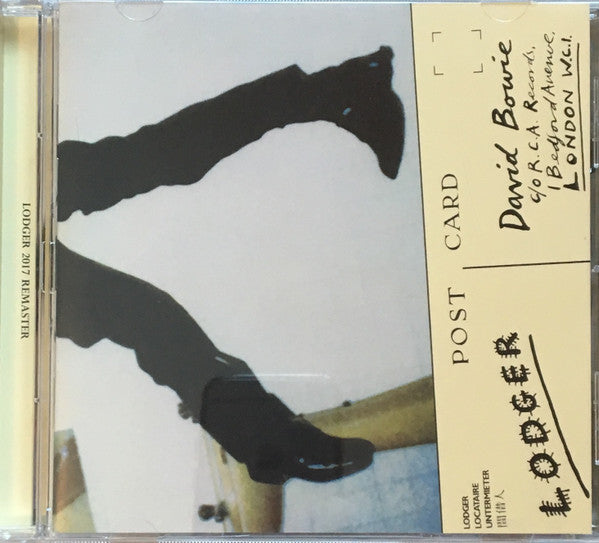 LODGER 2017 REMASTER
POST CARD
David Bowie
c/o R.C.A. Records,
1 Bedford Avenue,
LONDON W.C.1.
LODGER
LODGER
LOCATAIRE
UNTERMIETER
間借人